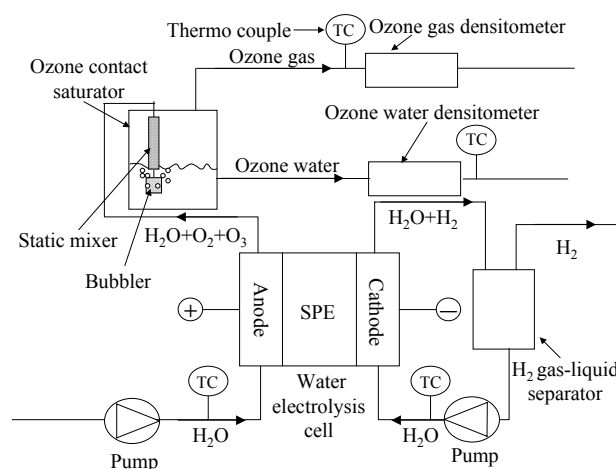 Thermo couple
TC
Ozone gas densitometer
Ozone gas
Ozone contact
saturator
Ozone water densitometer
TC
Ozone water
Static mixer
Bubbler
H₂O+O₂+O₃
H₂O+H₂
H₂
Anode
SPE
Cathode
+
−
Water
electrolysis
cell
H₂ gas-liquid
separator
TC
H₂O
Pump
TC
H₂O
Pump